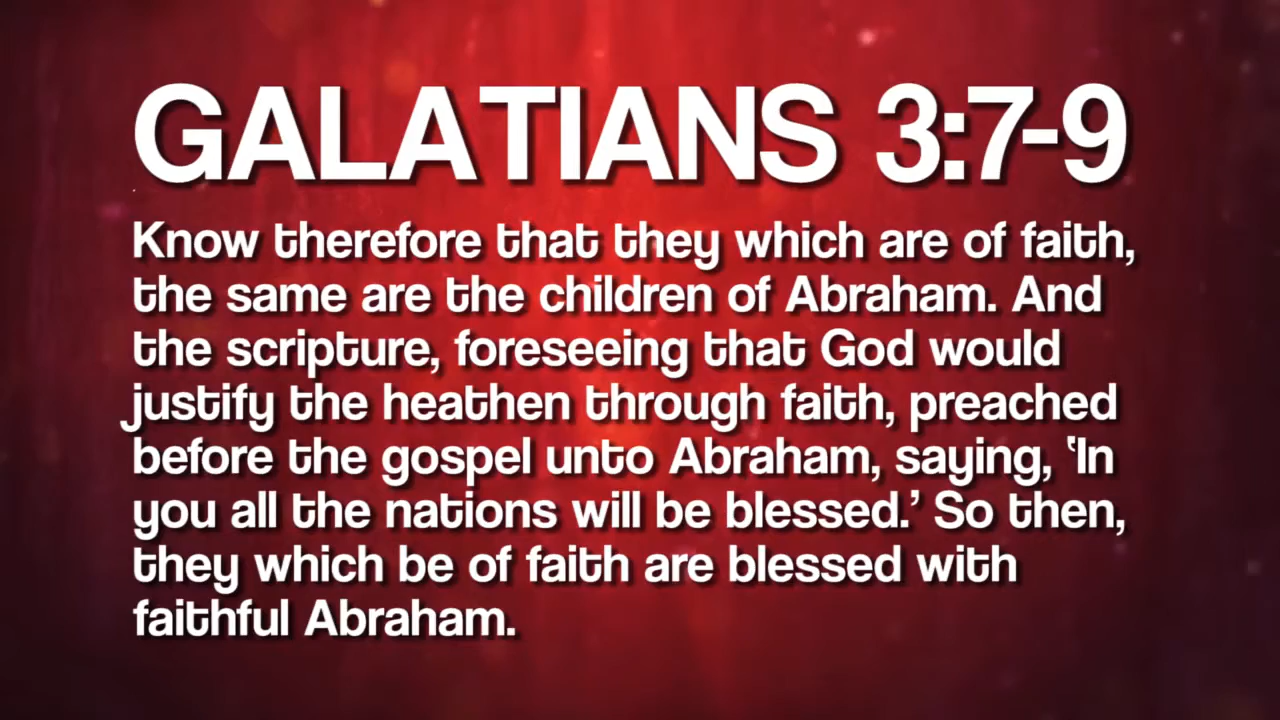 GALATIANS 3:7-9
Know therefore that they which are of faith,
the same are the children of Abraham. And
the scripture, foreseeing that God would
justify the heathen through faith, preached
before the gospel unto Abraham, saying, ‘In
you all the nations will be blessed.’ So then,
they which be of faith are blessed with
faithful Abraham.